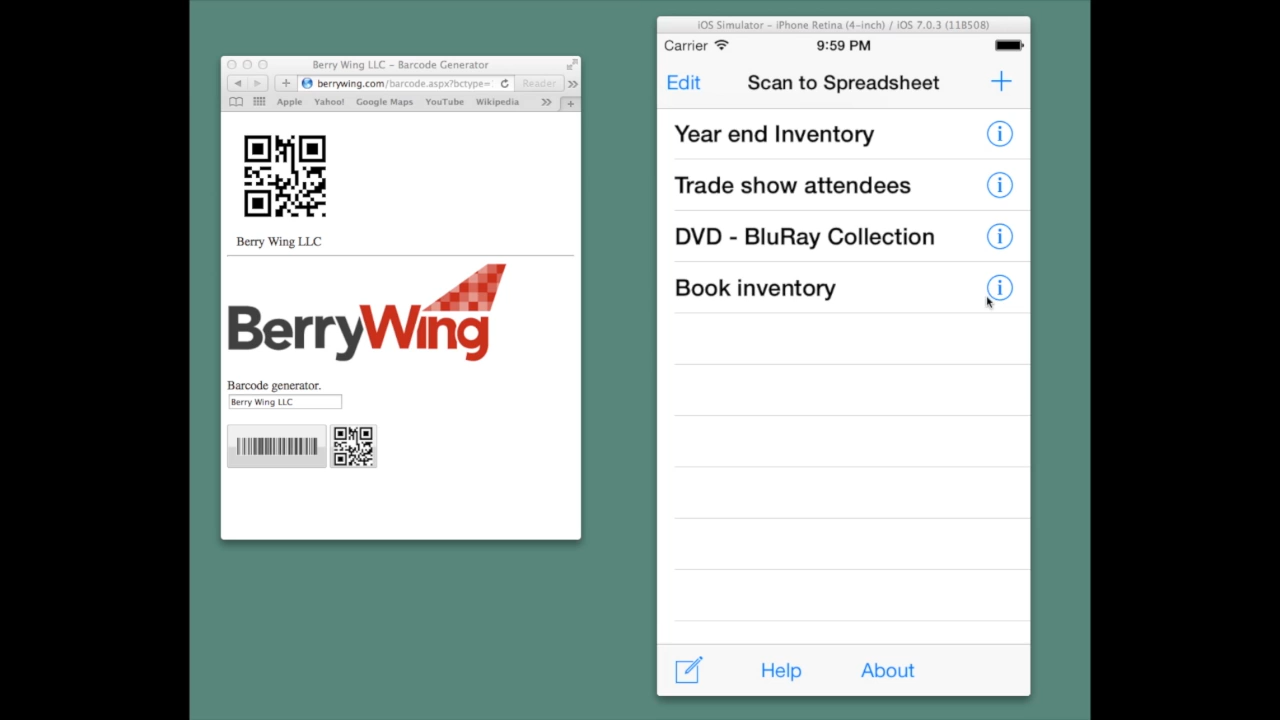 Berry Wing LLC – Barcode Generator
berrywing.com/barcode.aspx?bctype=
Reader
Apple Yahoo! Google Maps YouTube Wikipedia
Berry Wing LLC
BerryWing
Barcode generator.
Berry Wing LLC
iOS Simulator – iPhone Retina (4-inch) / iOS 7.0.3 (11B508)
Carrier 9:59 PM
Edit Scan to Spreadsheet
Year end Inventory
Trade show attendees
DVD - BluRay Collection
Book inventory
Help About